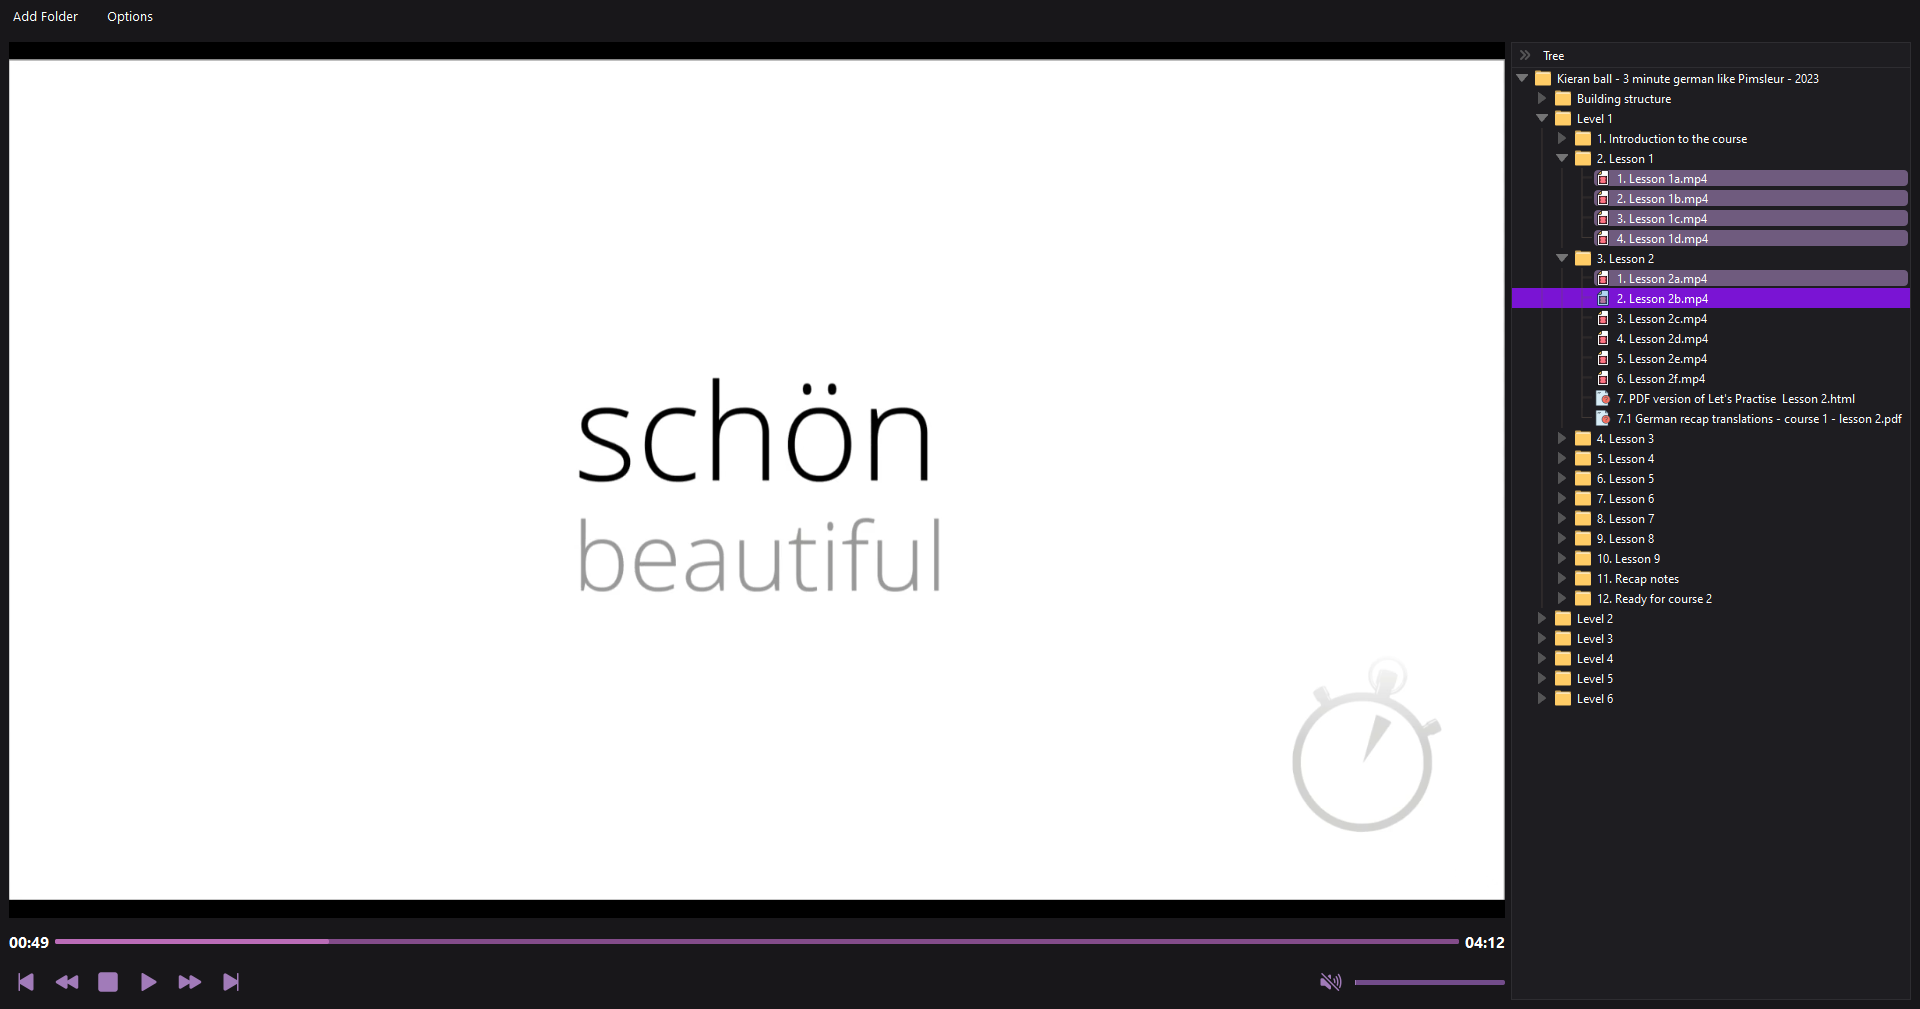 Add Folder Options
schön
beautiful
00:49 04:12
Tree
Kieran ball - 3 minute german like Pimsleur - 2023
Building structure
Level 1
1. Introduction to the course
2. Lesson 1
1. Lesson 1a.mp4
2. Lesson 1b.mp4
3. Lesson 1c.mp4
4. Lesson 1d.mp4
3. Lesson 2
1. Lesson 2a.mp4
2. Lesson 2b.mp4
3. Lesson 2c.mp4
4. Lesson 2d.mp4
5. Lesson 2e.mp4
6. Lesson 2f.mp4
7. PDF version of Let's Practise  Lesson 2.html
7.1 German recap translations - course 1 - lesson 2.pdf
4. Lesson 3
5. Lesson 4
6. Lesson 5
7. Lesson 6
8. Lesson 7
9. Lesson 8
10. Lesson 9
11. Recap notes
12. Ready for course 2
Level 2
Level 3
Level 4
Level 5
Level 6